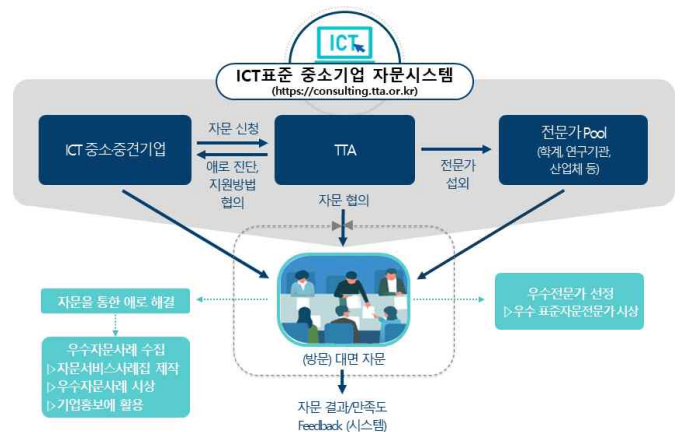 ICT
ICT표준 중소기업 자문시스템
(https://consulting.tta.or.kr)
ICT 중소중견기업
자문 신청
애로 진단,
지원방법
협의
TTA
전문가
섭외
전문가 Pool
(학계, 연구기관,
산업체 등)
자문 협의
자문을 통한 애로 해결
우수자문사례 수집
▷자문서비스사례집 제작
▷우수자문사례 시상
▷기업홍보에 활용
(방문) 대면 자문
우수전문가 선정
▷우수 표준자문전문가 시상
자문 결과/만족도
Feedback (시스템)